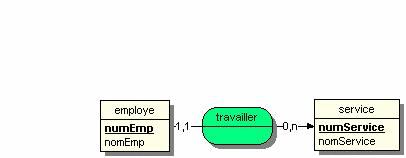 employe
numEmp
nomEmp
1,1
travailler
0,n
service
numService
nomService